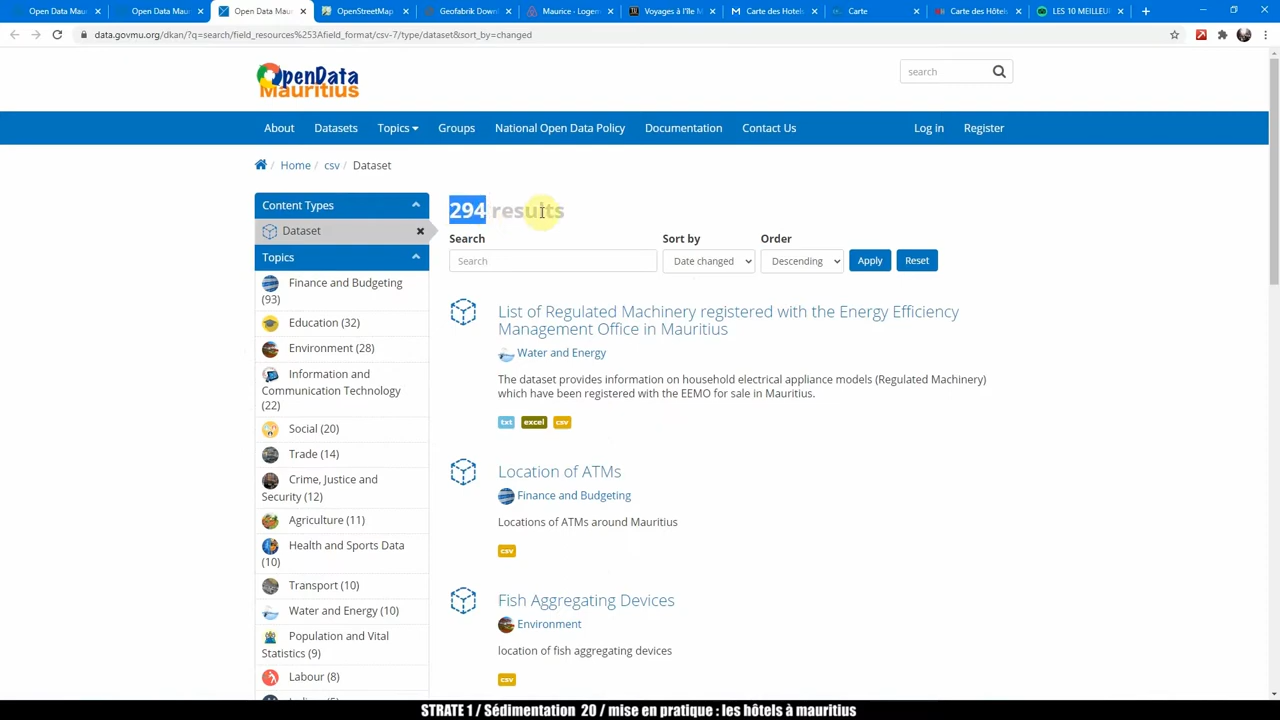 Open Data Mau
Open Data Mau
Open Data Mau
OpenStreetMap
Geofabrik Down
Maurice - Logem
Voyages à l'île M
Carte des Hotels
Carte
Carte des Hôtels
LES 10 MEILLEU
data.govmu.org/dkan/?q=search/field_resources%253Afield_format/csv-7/type/dataset&sort_by=changed
OpenData
Mauritius
search
About
Datasets
Topics
Groups
National Open Data Policy
Documentation
Contact Us
Log in
Register
/ Home / csv / Dataset
Content Types
Dataset
Topics
Finance and Budgeting
(93)
Education (32)
Environment (28)
Information and
Communication Technology
(22)
Social (20)
Trade (14)
Crime, Justice and
Security (12)
Agriculture (11)
Health and Sports Data
(10)
Transport (10)
Water and Energy (10)
Population and Vital
Statistics (9)
Labour (8)
294 results
Search
Sort by
Order
Search
Date changed
Descending
Apply
Reset
List of Regulated Machinery registered with the Energy Efficiency
Management Office in Mauritius
Water and Energy
The dataset provides information on household electrical appliance models (Regulated Machinery)
which have been registered with the EEMO for sale in Mauritius.
txt excel csv
Location of ATMs
Finance and Budgeting
Locations of ATMs around Mauritius
csv
Fish Aggregating Devices
Environment
location of fish aggregating devices
csv
STRATE 1 / Sédimentation 20 / mise en pratique : les hôtels à mauritius